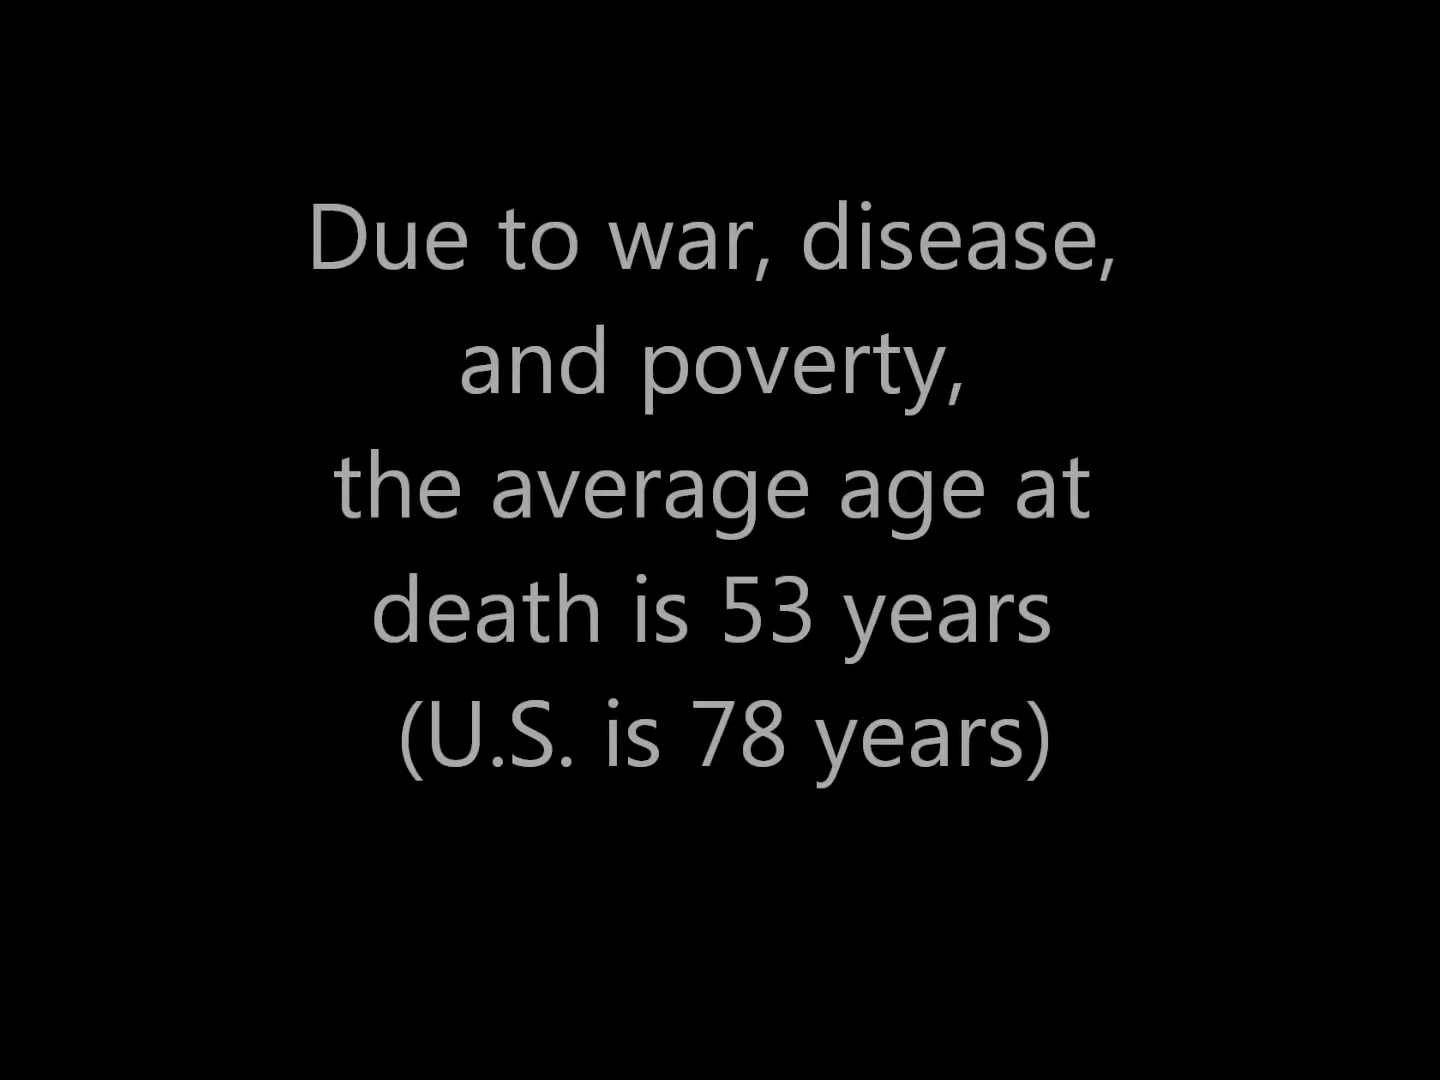 Due to war, disease,
and poverty,
the average age at
death is 53 years
(U.S. is 78 years)